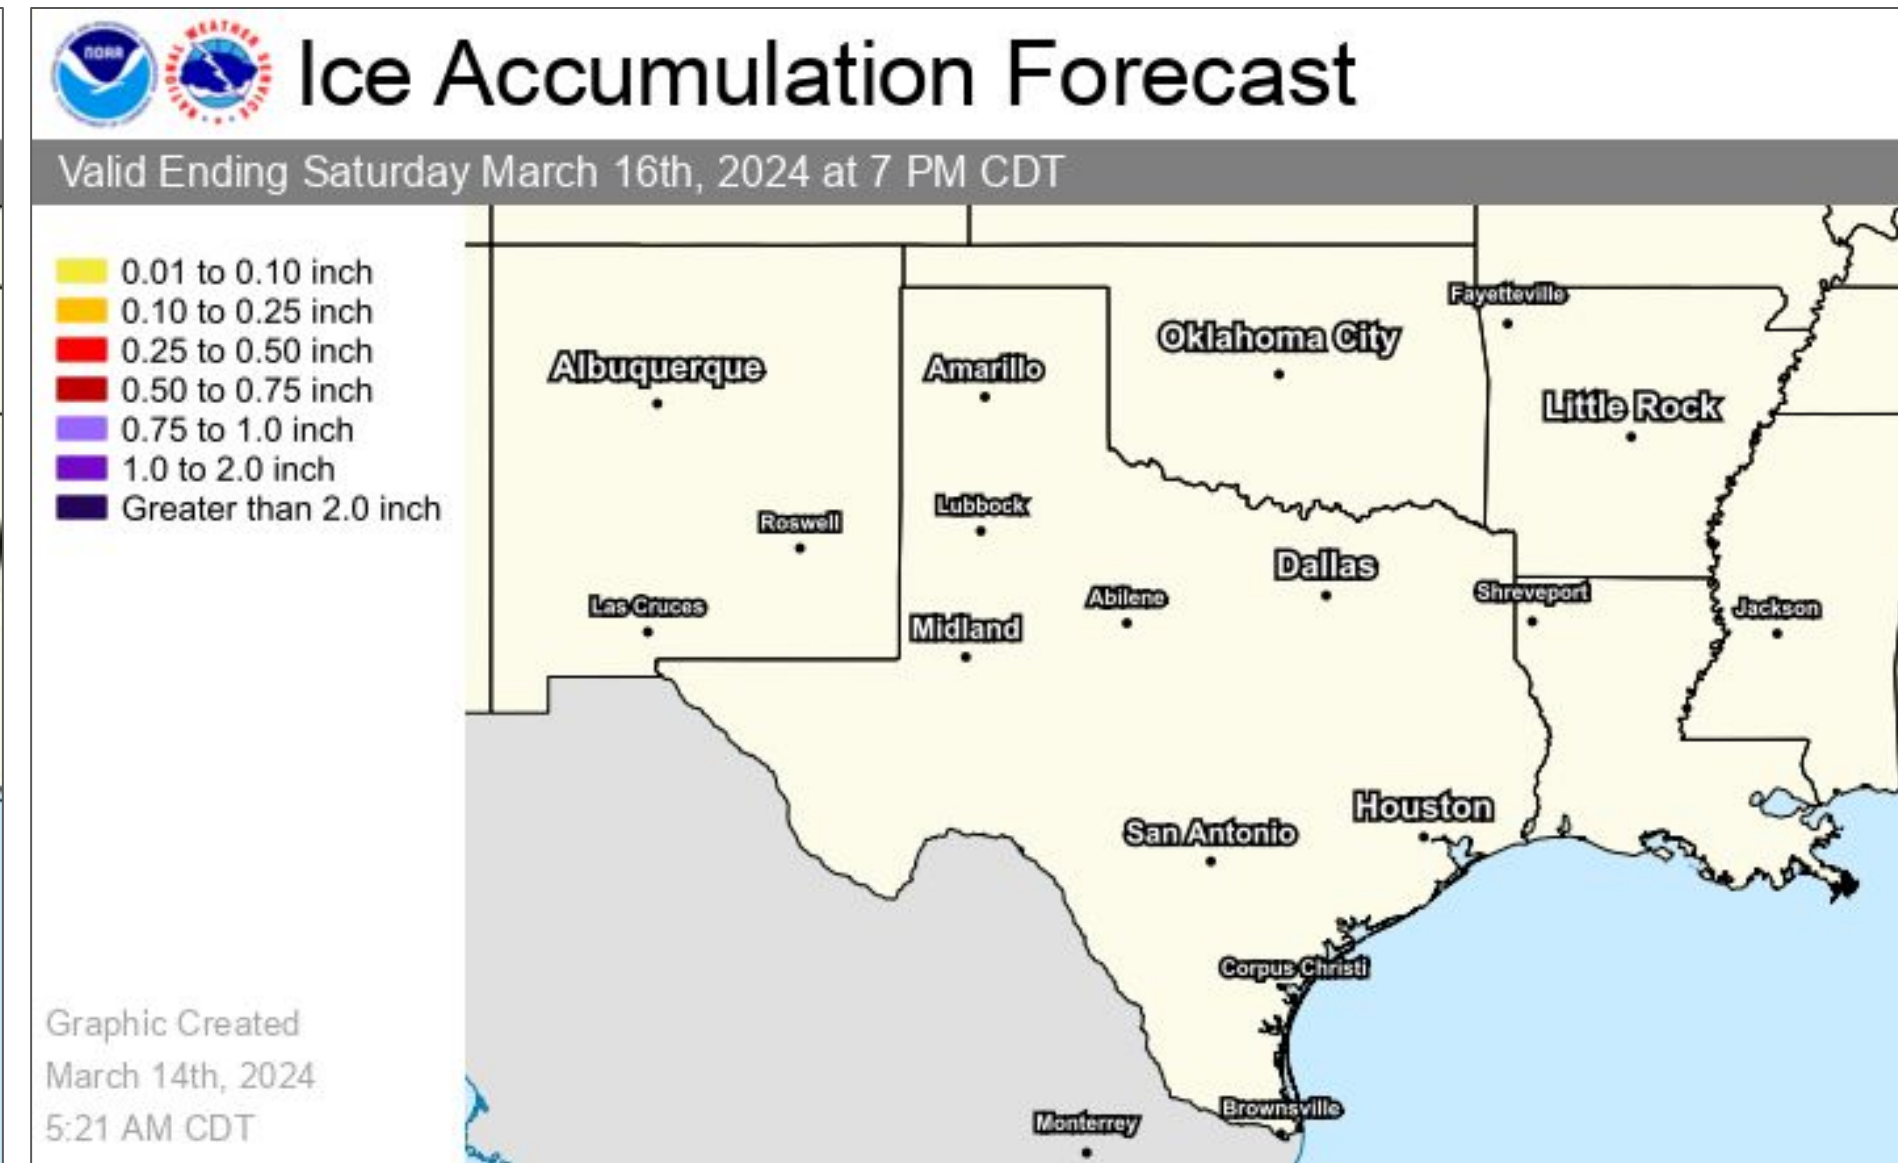 NOAA
NATIONAL WEATHER SERVICE
Ice Accumulation Forecast
Valid Ending Saturday March 16th, 2024 at 7 PM CDT
0.01 to 0.10 inch
0.10 to 0.25 inch
0.25 to 0.50 inch
0.50 to 0.75 inch
0.75 to 1.0 inch
1.0 to 2.0 inch
Greater than 2.0 inch
Fayetteville
Oklahoma City
Albuquerque
Amarillo
Little Rock
Lubbock
Roswell
Dallas
Shreveport
Abilene
Las Cruces
Jackson
Midland
Houston
San Antonio
Corpus Christi
Brownsville
Monterrey
Graphic Created
March 14th, 2024
5:21 AM CDT